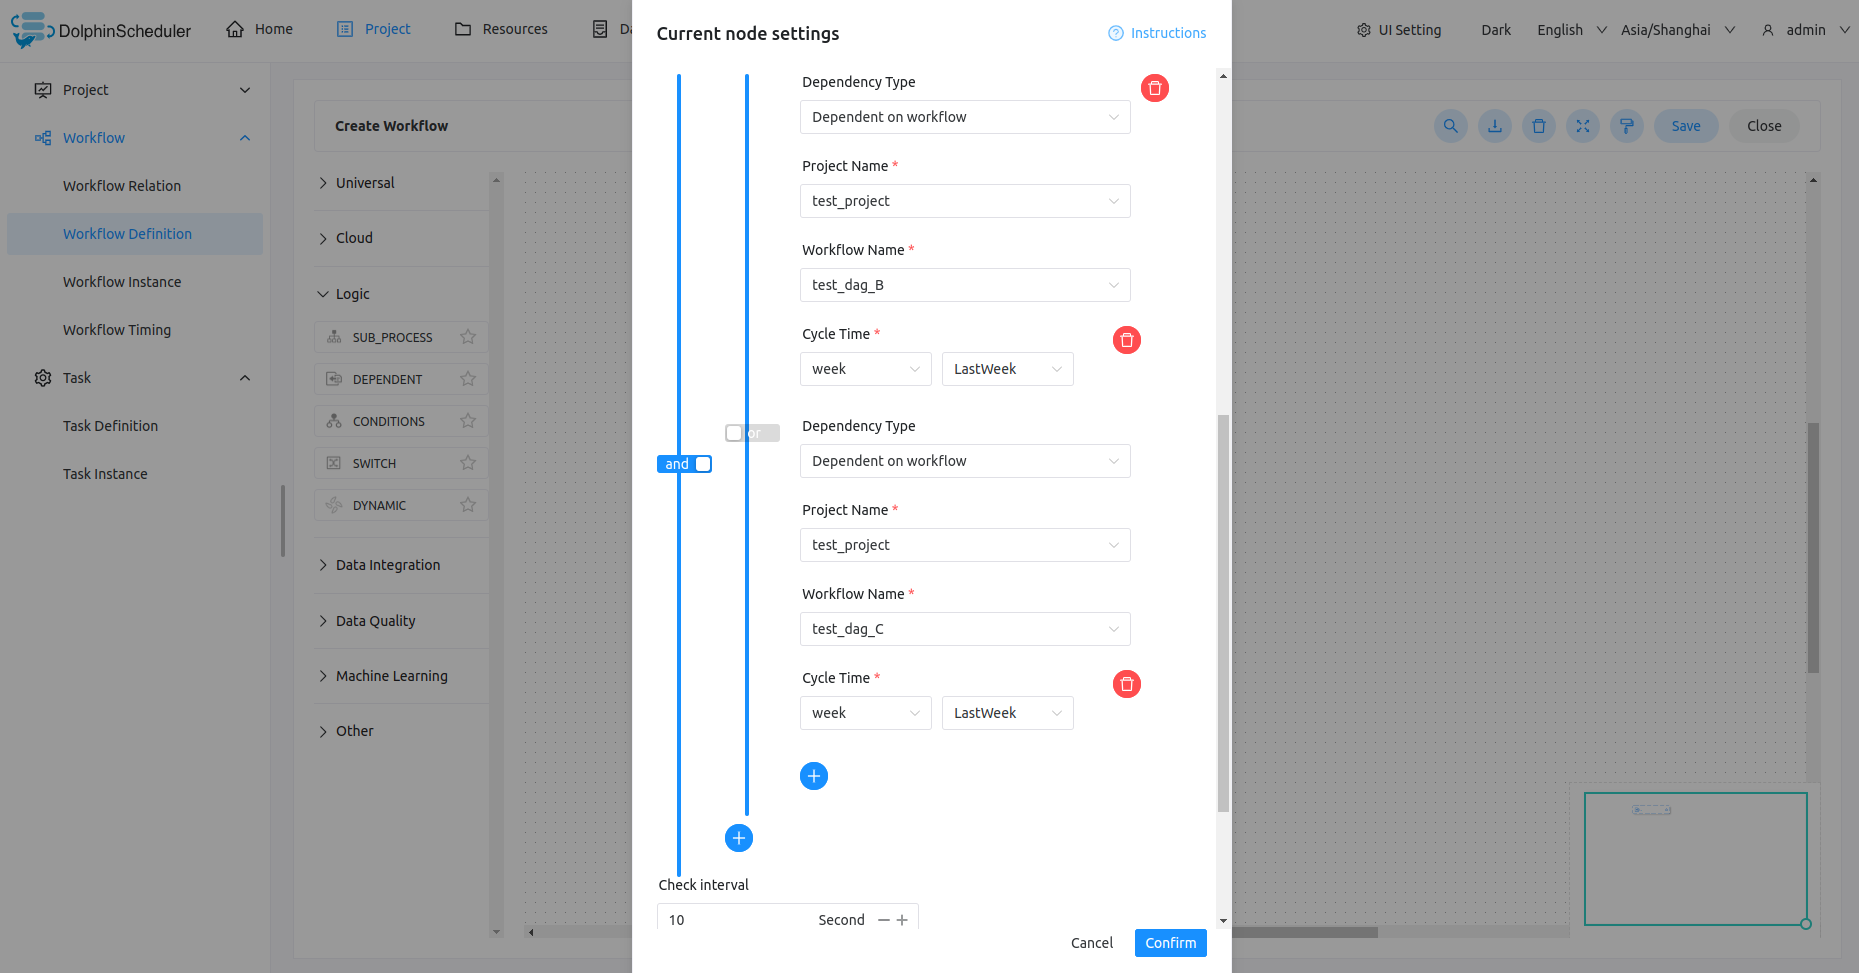 DolphinScheduler
Home
Project
Resources
Da
UI Setting
Dark
English
Asia/Shanghai
admin
Project
Workflow
Workflow Relation
Workflow Definition
Workflow Instance
Workflow Timing
Task
Task Definition
Task Instance
Create Workflow
Save
Close
Universal
Cloud
Logic
SUB_PROCESS
DEPENDENT
CONDITIONS
SWITCH
DYNAMIC
Data Integration
Data Quality
Machine Learning
Other
Current node settings
Instructions
Dependency Type
Dependent on workflow
Project Name *
test_project
Workflow Name *
test_dag_B
Cycle Time *
week LastWeek
or
and
Dependency Type
Dependent on workflow
Project Name *
test_project
Workflow Name *
test_dag_C
Cycle Time *
week LastWeek
Check interval
10 Second
Cancel Confirm